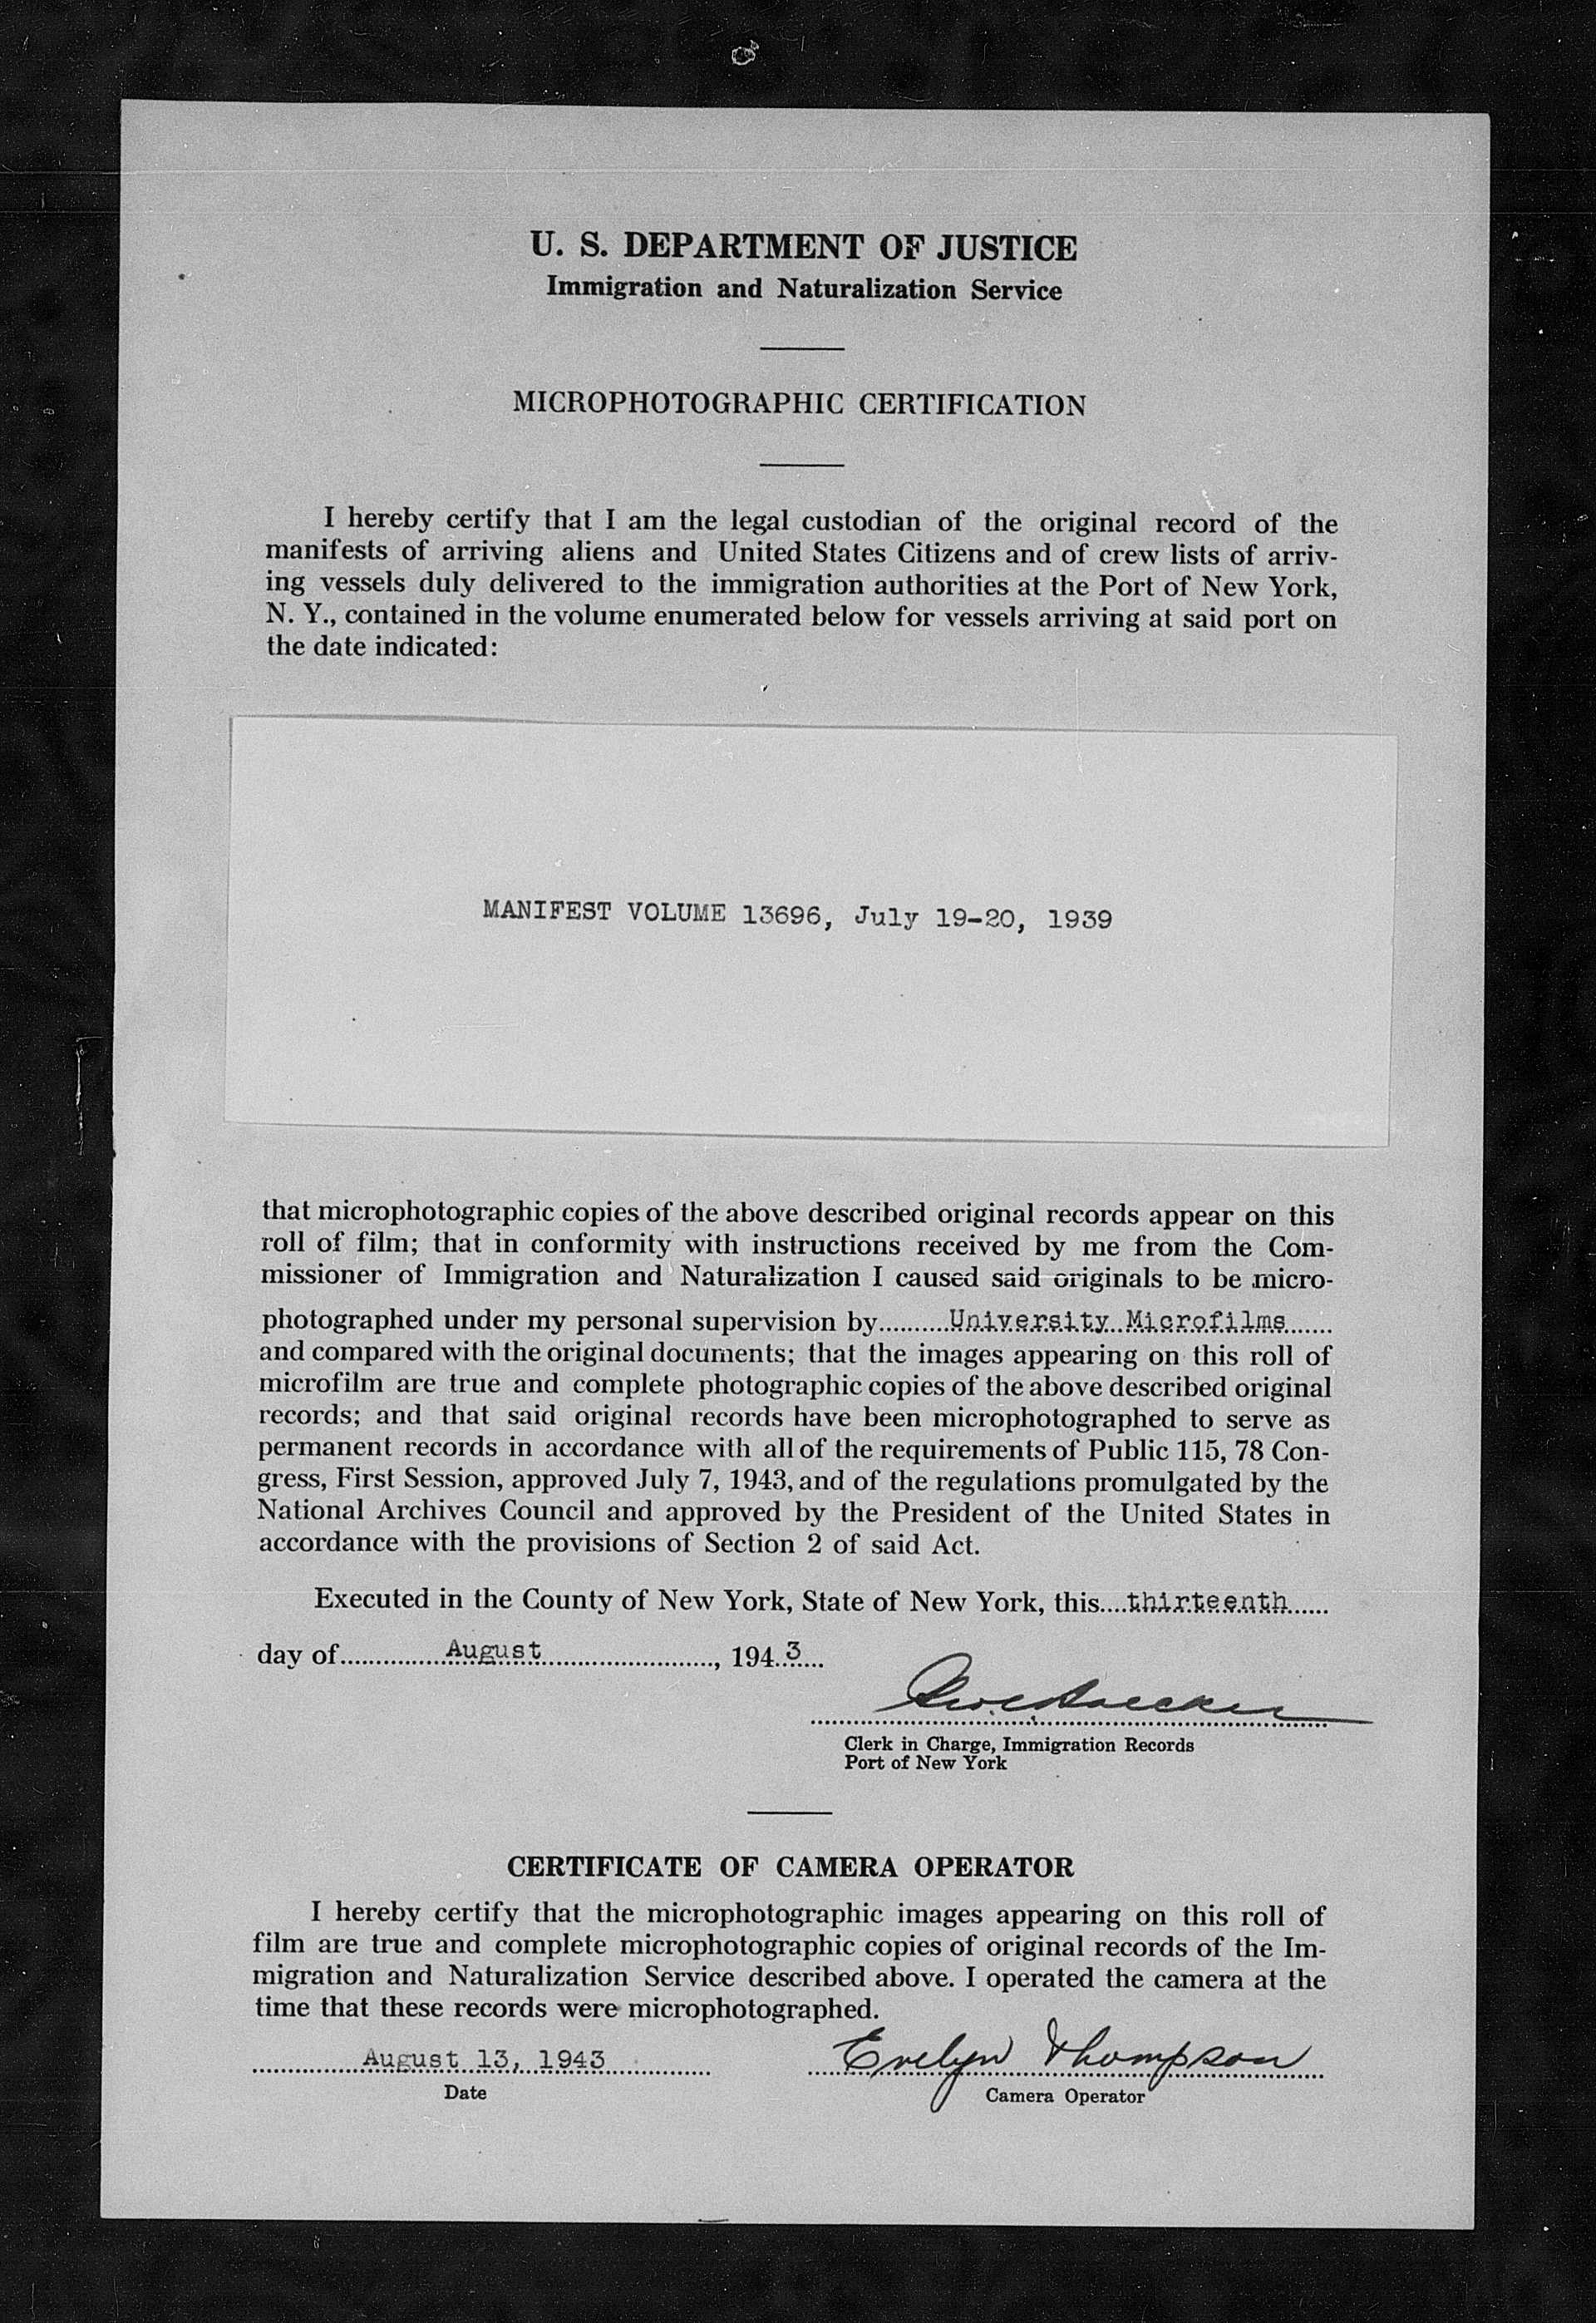 U. S. DEPARTMENT OF JUSTICE
Immigration and Naturalization Service
MICROPHOTOGRAPHIC CERTIFICATION
I hereby certify that I am the legal custodian of the original record of the
manifests of arriving aliens and United States Citizens and of crew lists of arriv-
ing vessels duly delivered to the immigration authorities at the Port of New York,
N. Y., contained in the volume enumerated below for vessels arriving at said port on
the date indicated:
MANIFEST VOLUME 13696, July 19-20, 1939
that microphotographic copies of the above described original records appear on this
roll of film; that in conformity with instructions received by me from the Com-
missioner of Immigration and Naturalization I caused said originals to be micro-
photographed under my personal supervision by..........University Microfilms.......
and compared with the original documents; that the images appearing on this roll of
microfilm are true and complete photographic copies of the above described original
records; and that said original records have been microphotographed to serve as
permanent records in accordance with all of the requirements of Public 115, 78 Con-
gress, First Session, approved July 7, 1943, and of the regulations promulgated by the
National Archives Council and approved by the President of the United States in
accordance with the provisions of Section 2 of said Act.
Executed in the County of New York, State of New York, this....thirteenth......
day of...............August........................, 194..3....
Clerk in Charge, Immigration Records
Port of New York
CERTIFICATE OF CAMERA OPERATOR
I hereby certify that the microphotographic images appearing on this roll of
film are true and complete microphotographic copies of original records of the Im-
migration and Naturalization Service described above. I operated the camera at the
time that these records were microphotographed.
August 13, 1943 Evelyn Thompson
Date Camera Operator